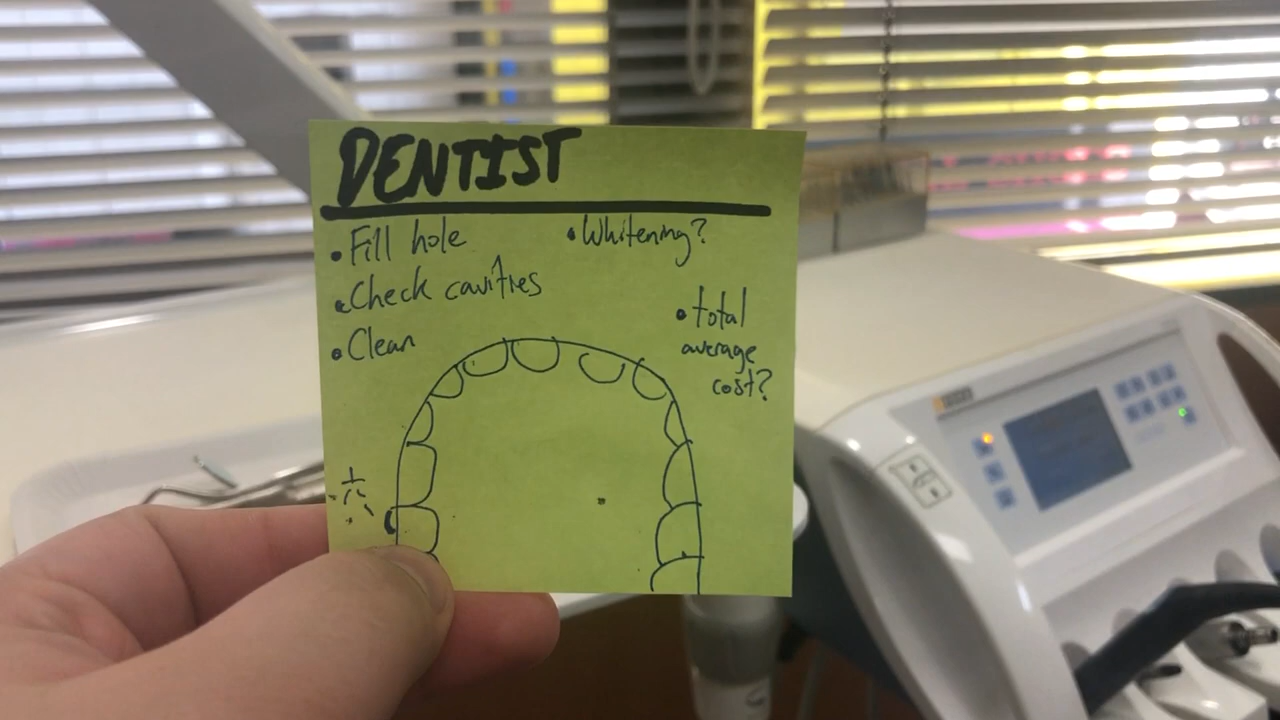 DENTIST
• Fill hole
• Check cavities
• Clean
• Whitening?
• total
average
cost?